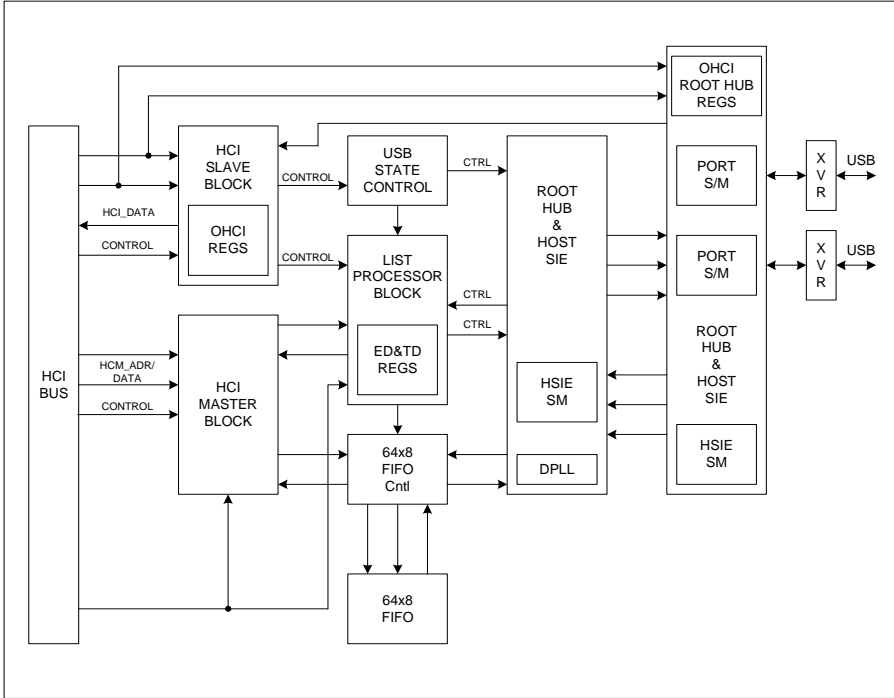 HCI
BUS
HCI_DATA
CONTROL
HCM_ADR/
DATA
CONTROL
HCI
SLAVE
BLOCK
OHCI
REGS
HCI
MASTER
BLOCK
CONTROL
CONTROL
USB
STATE
CONTROL
LIST
PROCESSOR
BLOCK
ED&TD
REGS
64x8
FIFO
Cntl
64x8
FIFO
CTRL
CTRL
CTRL
ROOT
HUB
&
HOST
SIE
HSIE
SM
DPLL
OHCI
ROOT HUB
REGS
PORT
S/M
PORT
S/M
ROOT
HUB
&
HOST
SIE
HSIE
SM
X
V
R
USB
X
V
R
USB